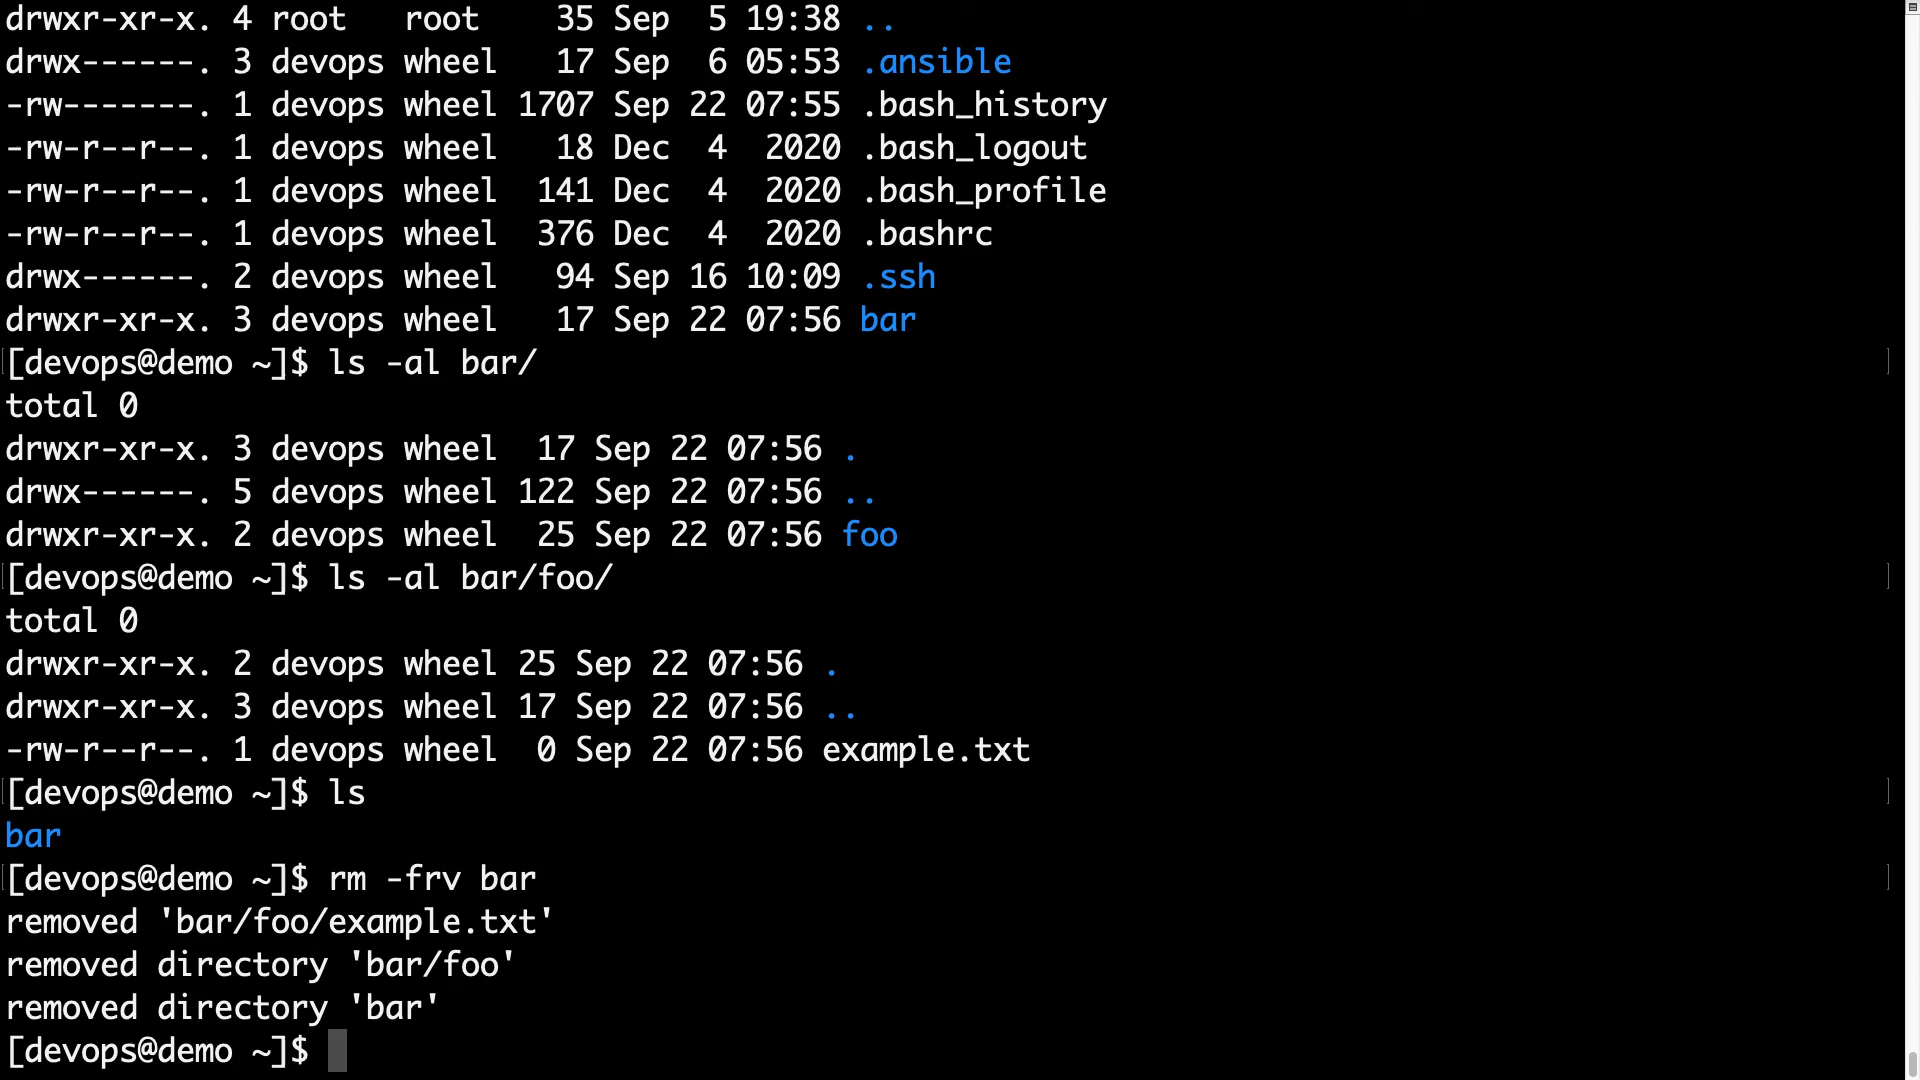 drwxr-xr-x. 4 root   root    35 Sep  5 19:38 ..
drwx------. 3 devops wheel   17 Sep  6 05:53 .ansible
-rw-------. 1 devops wheel 1707 Sep 22 07:55 .bash_history
-rw-r--r--. 1 devops wheel   18 Dec  4  2020 .bash_logout
-rw-r--r--. 1 devops wheel  141 Dec  4  2020 .bash_profile
-rw-r--r--. 1 devops wheel  376 Dec  4  2020 .bashrc
drwx------. 2 devops wheel   94 Sep 16 10:09 .ssh
drwxr-xr-x. 3 devops wheel   17 Sep 22 07:56 bar
[devops@demo ~]$ ls -al bar/
total 0
drwxr-xr-x. 3 devops wheel  17 Sep 22 07:56 .
drwx------. 5 devops wheel 122 Sep 22 07:56 ..
drwxr-xr-x. 2 devops wheel  25 Sep 22 07:56 foo
[devops@demo ~]$ ls -al bar/foo/
total 0
drwxr-xr-x. 2 devops wheel 25 Sep 22 07:56 .
drwxr-xr-x. 3 devops wheel 17 Sep 22 07:56 ..
-rw-r--r--. 1 devops wheel  0 Sep 22 07:56 example.txt
[devops@demo ~]$ ls
bar
[devops@demo ~]$ rm -frv bar
removed 'bar/foo/example.txt'
removed directory 'bar/foo'
removed directory 'bar'
[devops@demo ~]$